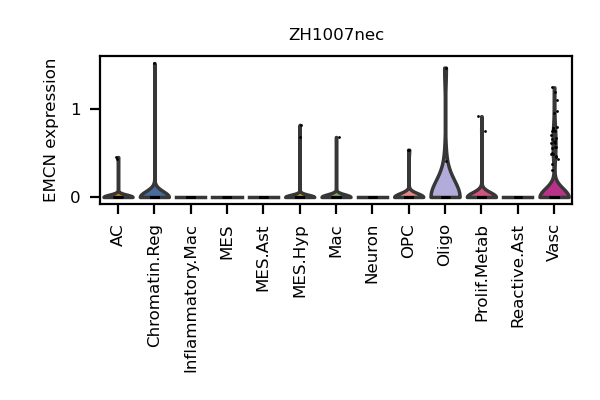 ZH1007nec
EMCN expression
1
0
AC
Chromatin.Reg
Inflammatory.Mac
MES
MES.Ast
MES.Hyp
Mac
Neuron
OPC
Oligo
Prolif.Metab
Reactive.Ast
Vasc